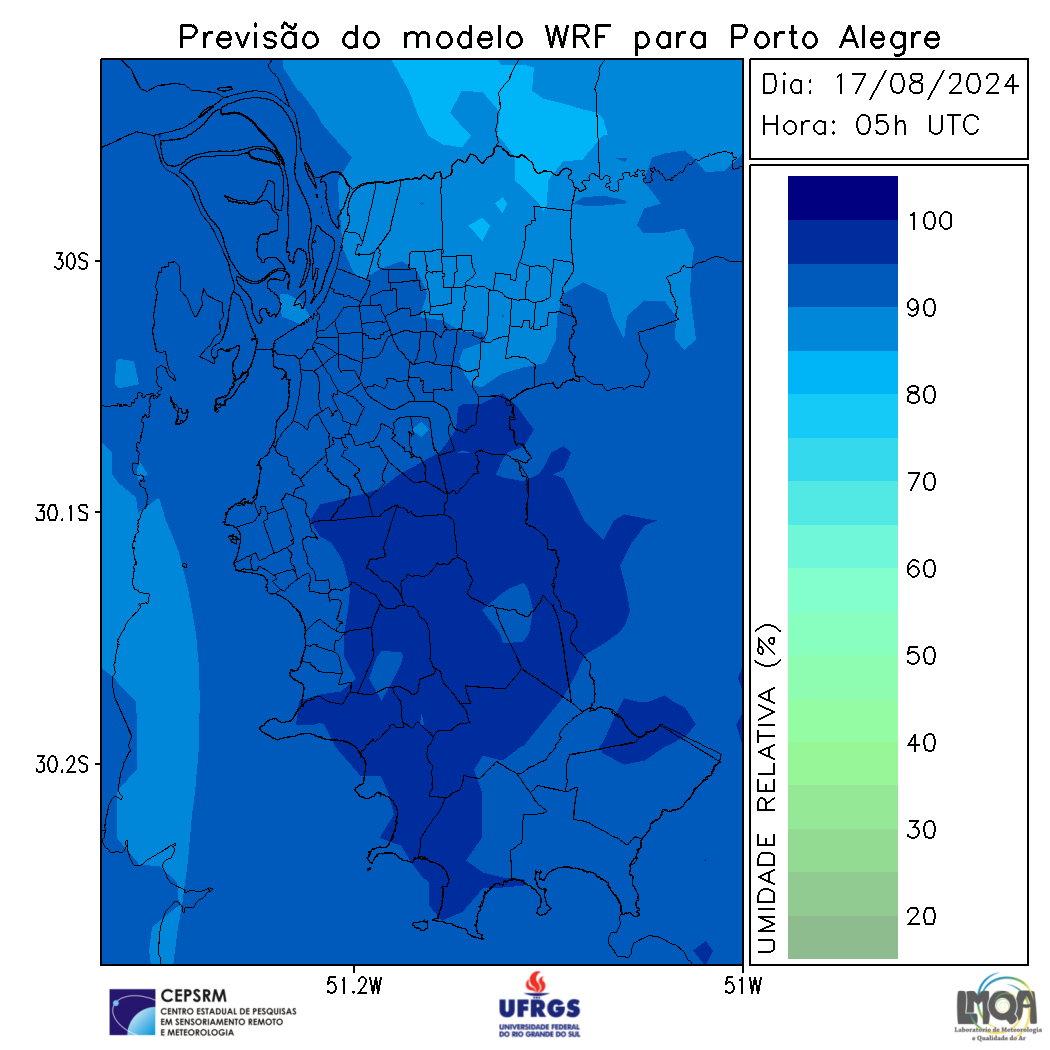 Previsão do modelo WRF para Porto Alegre
Dia: 17/08/2024
Hora: 05h UTC
30S
30.1S
30.2S
51.2W
51W
100
90
80
70
60
50
40
30
20
UMIDADE RELATIVA (%)
CEPSRM
CENTRO ESTADUAL DE PESQUISAS
EM SENSORIAMENTO REMOTO
E METEOROLOGIA
UFRGS
UNIVERSIDADE FEDERAL
DO RIO GRANDE DO SUL
LMQA
Laboratório de Meteorologia
e Qualidade do Ar